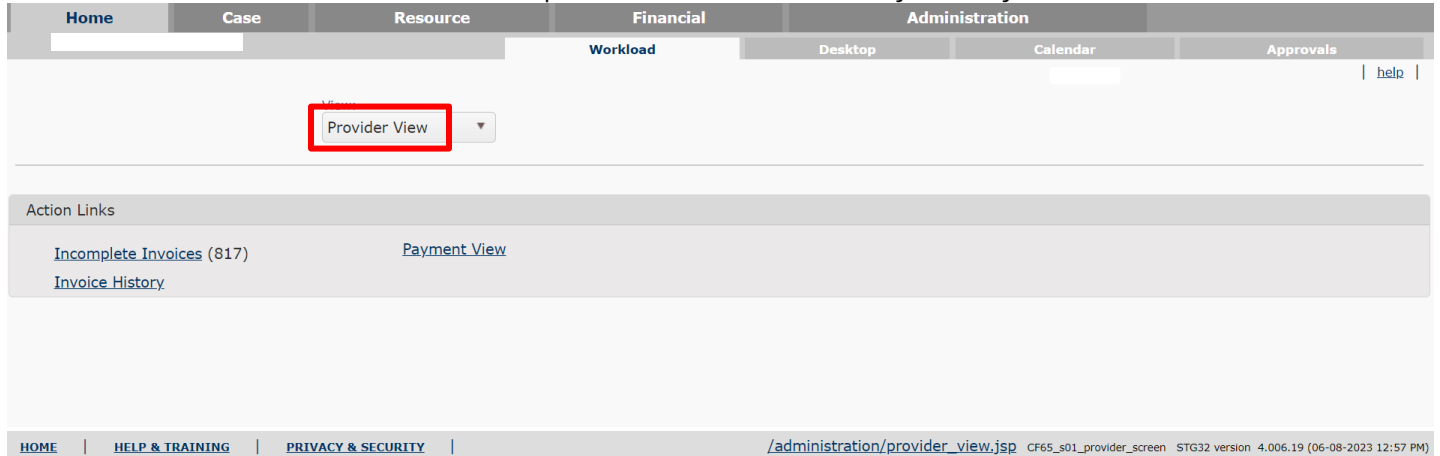 Home Case Resource Financial Administration
Workload Desktop Calendar Approvals
| help |
Provider View ▼
Action Links
Incomplete Invoices (817) Payment View
Invoice History
HOME | HELP & TRAINING | PRIVACY & SECURITY | /administration/provider_view.jsp CF65_s01_provider_screen STG32 version 4.006.19 (06-08-2023 12:57 PM)